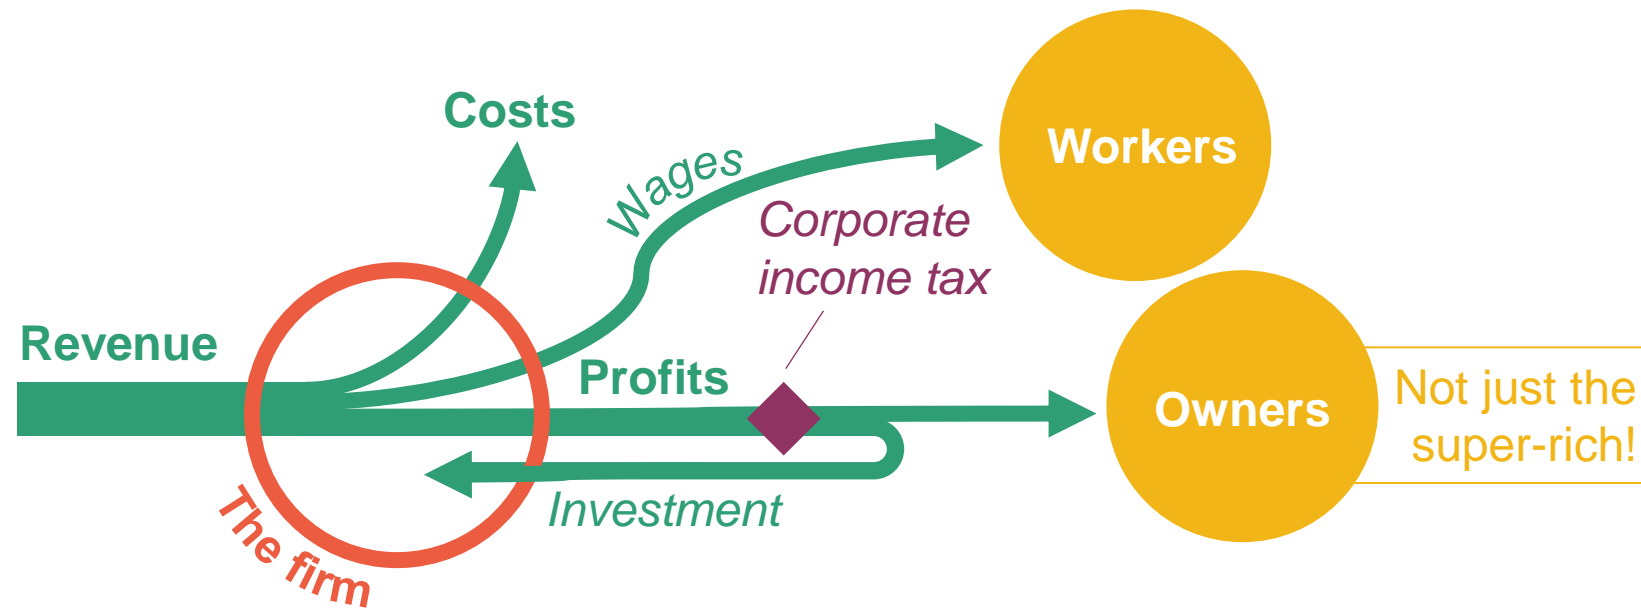 Costs
Workers
Wages
Corporate
income tax
Revenue
Profits
Owners
Not just the
super-rich!
Investment
The firm